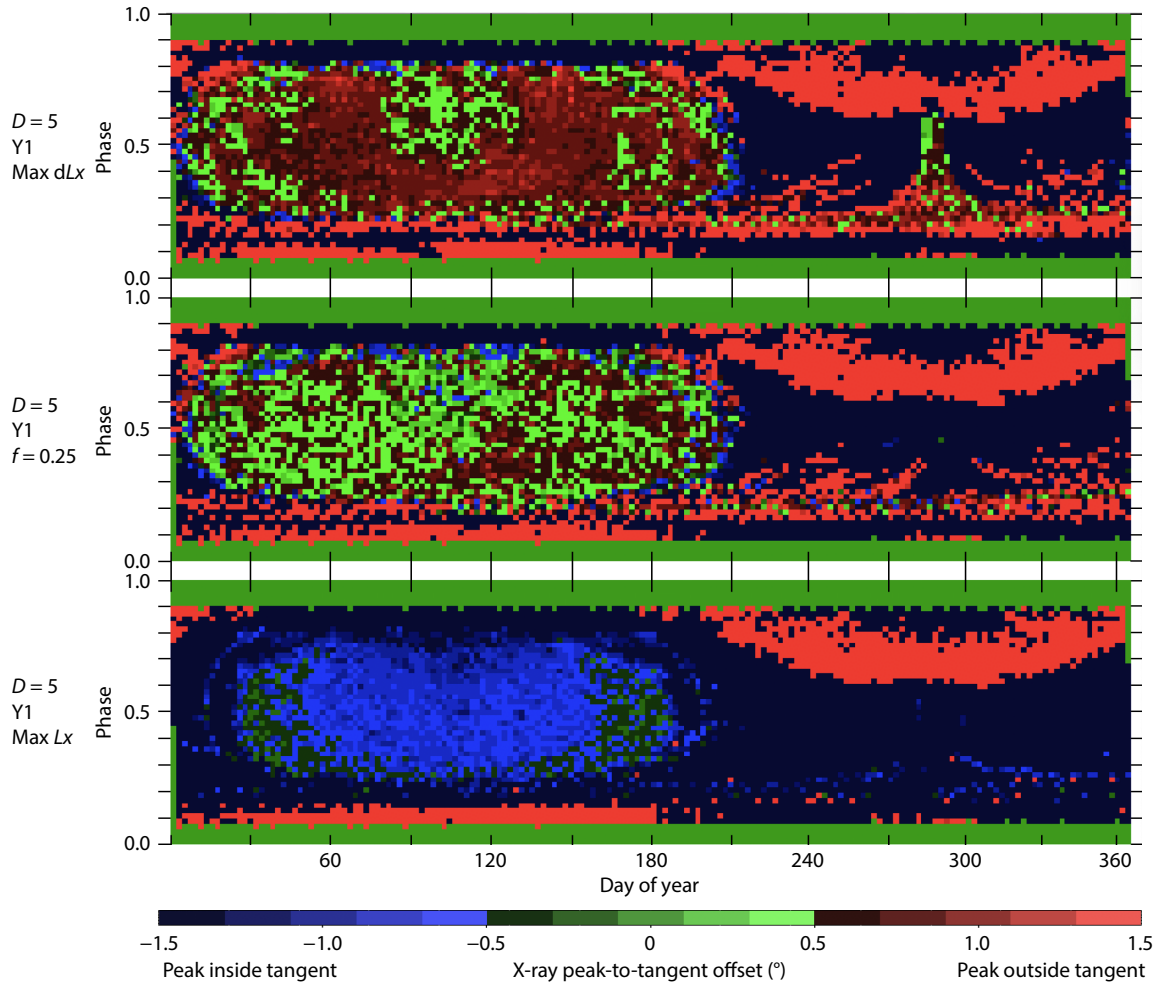 1.0
D = 5
Y1
Max dLx
Phase
0.5
0.0
1.0
D = 5
Y1
f = 0.25
Phase
0.5
0.0
1.0
D = 5
Y1
Max Lx
Phase
0.5
0.0
60 120 180 240 300 360
Day of year
−1.5 −1.0 −0.5 0 0.5 1.0 1.5
Peak inside tangent X-ray peak-to-tangent offset (°) Peak outside tangent